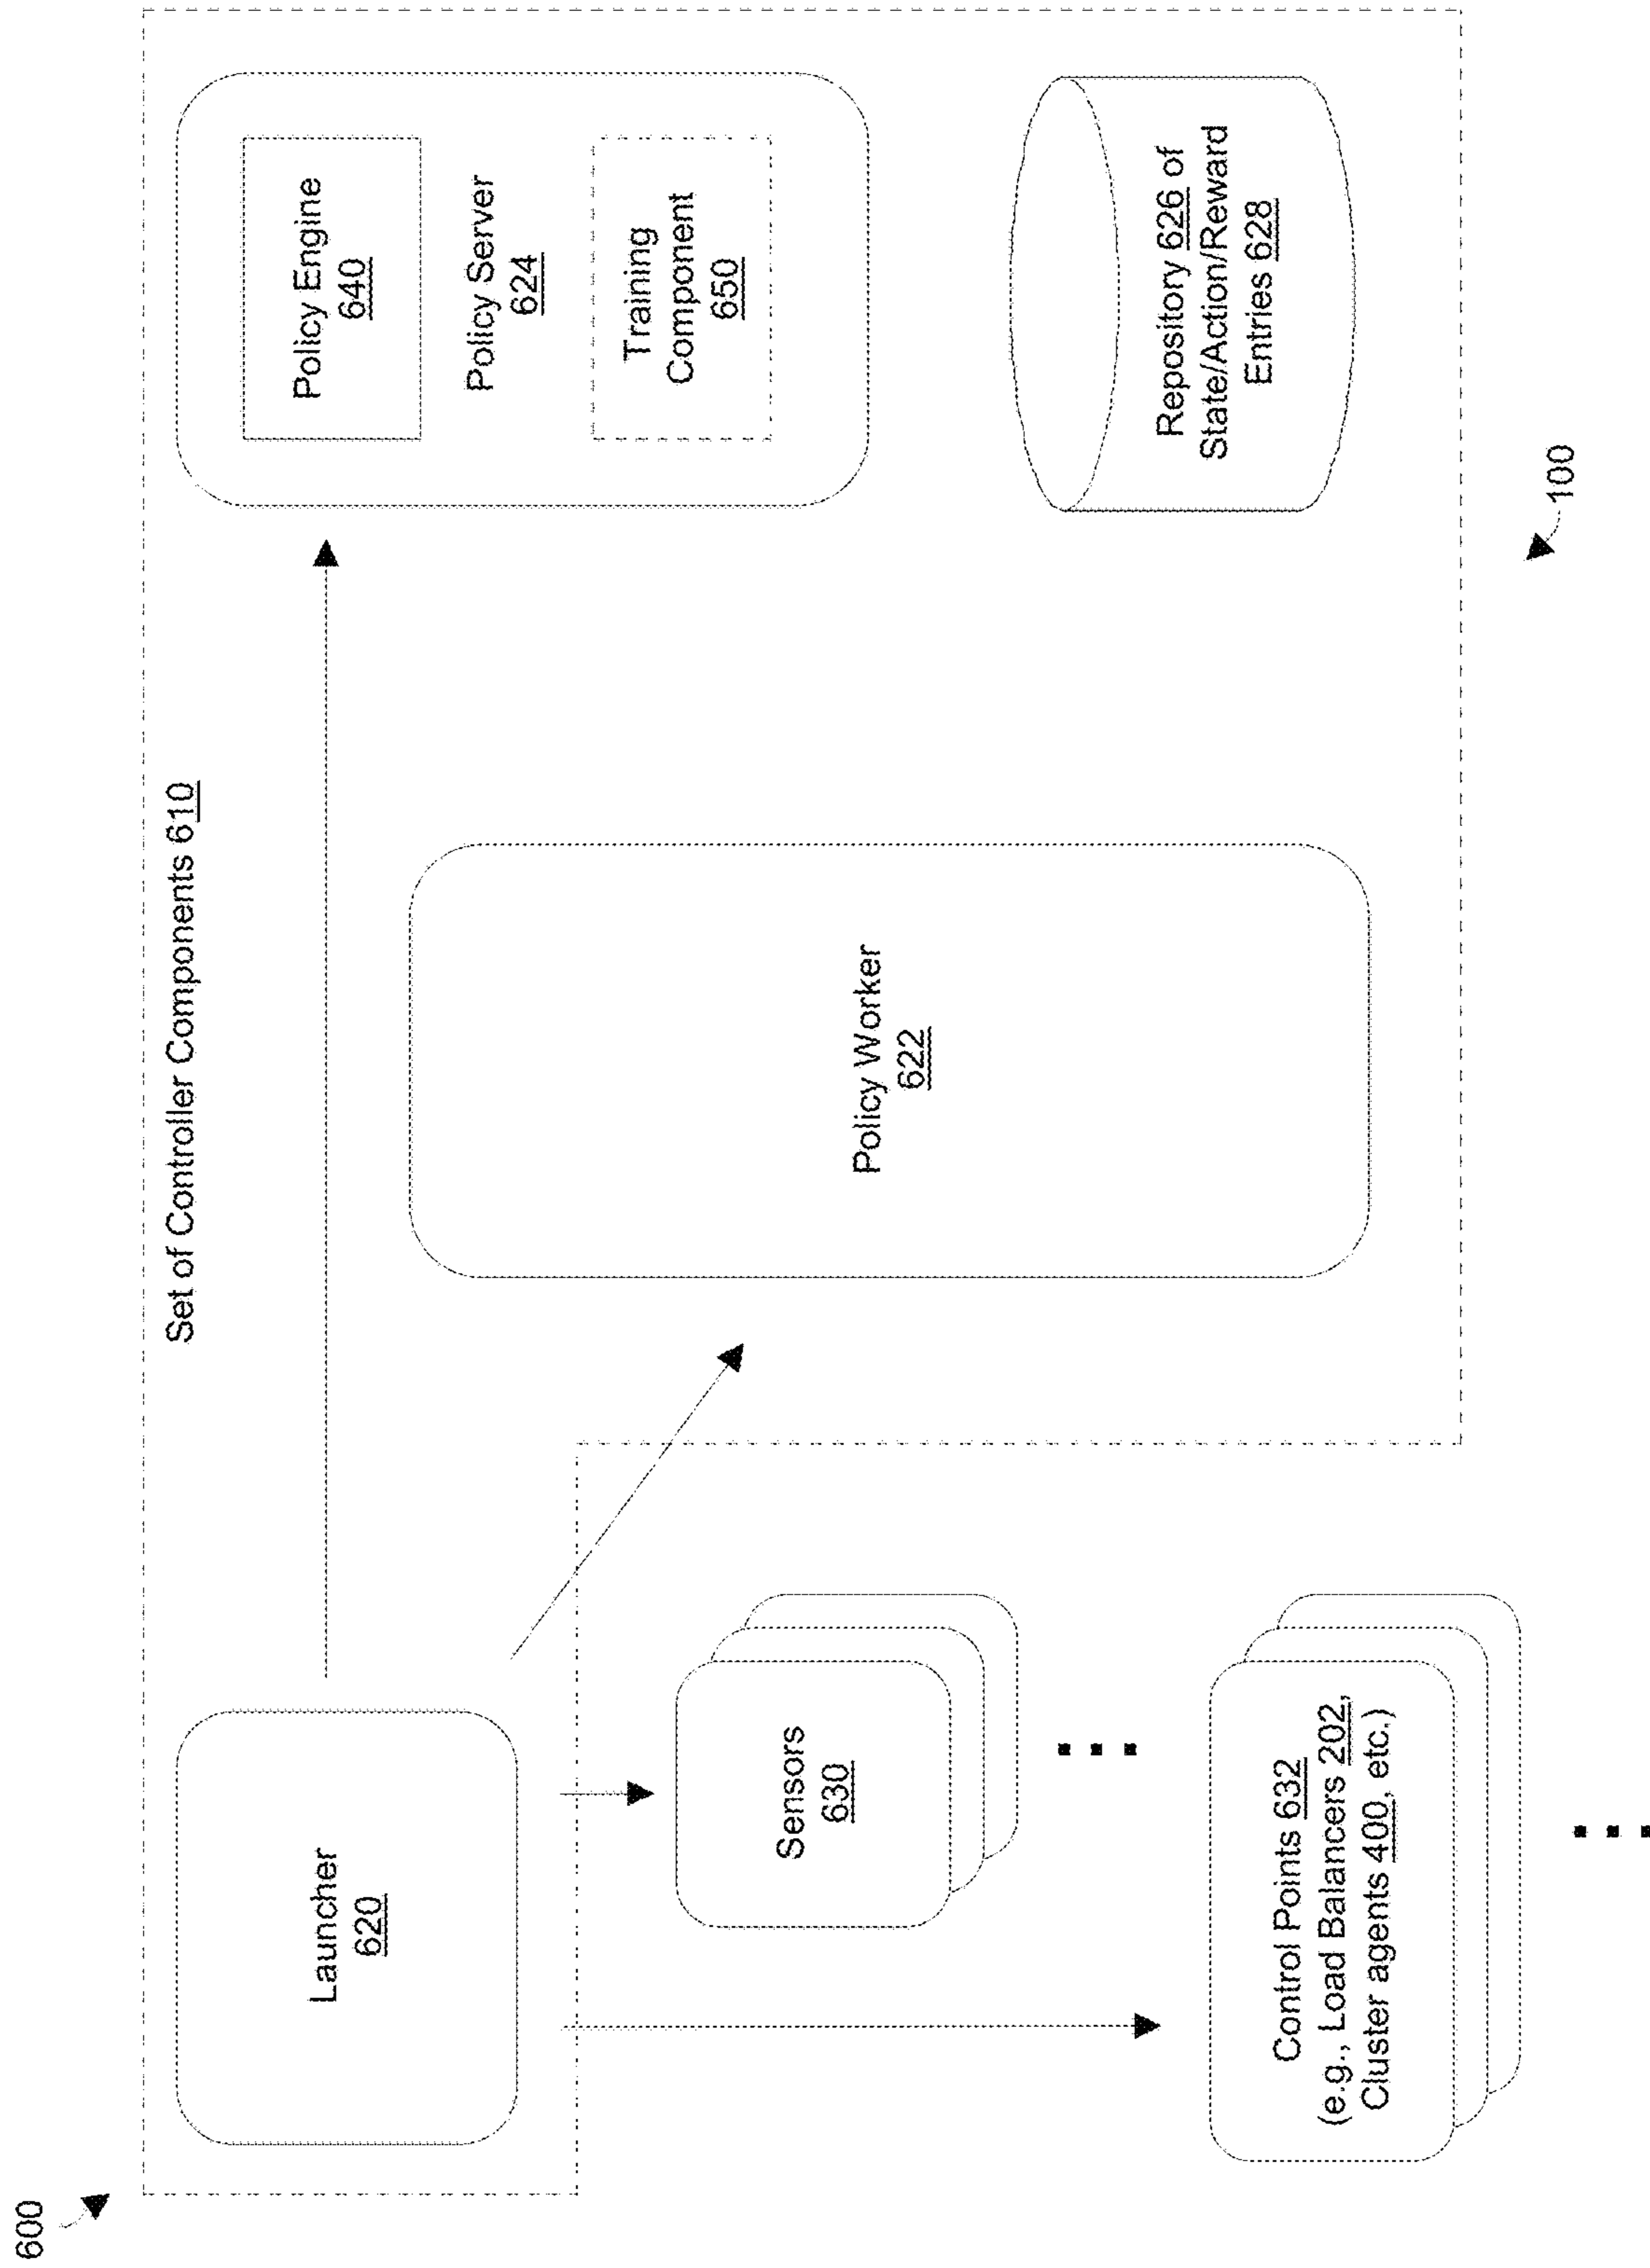 600
Set of Controller Components 610
Launcher
620
Policy Engine
640
Policy Server
624
Training
Component
650
Policy Worker
622
Sensors
630
Repository 626 of
State/Action/Reward
Entries 628
Control Points 632
(e.g., Load Balancers 202,
Cluster agents 400, etc.)
100